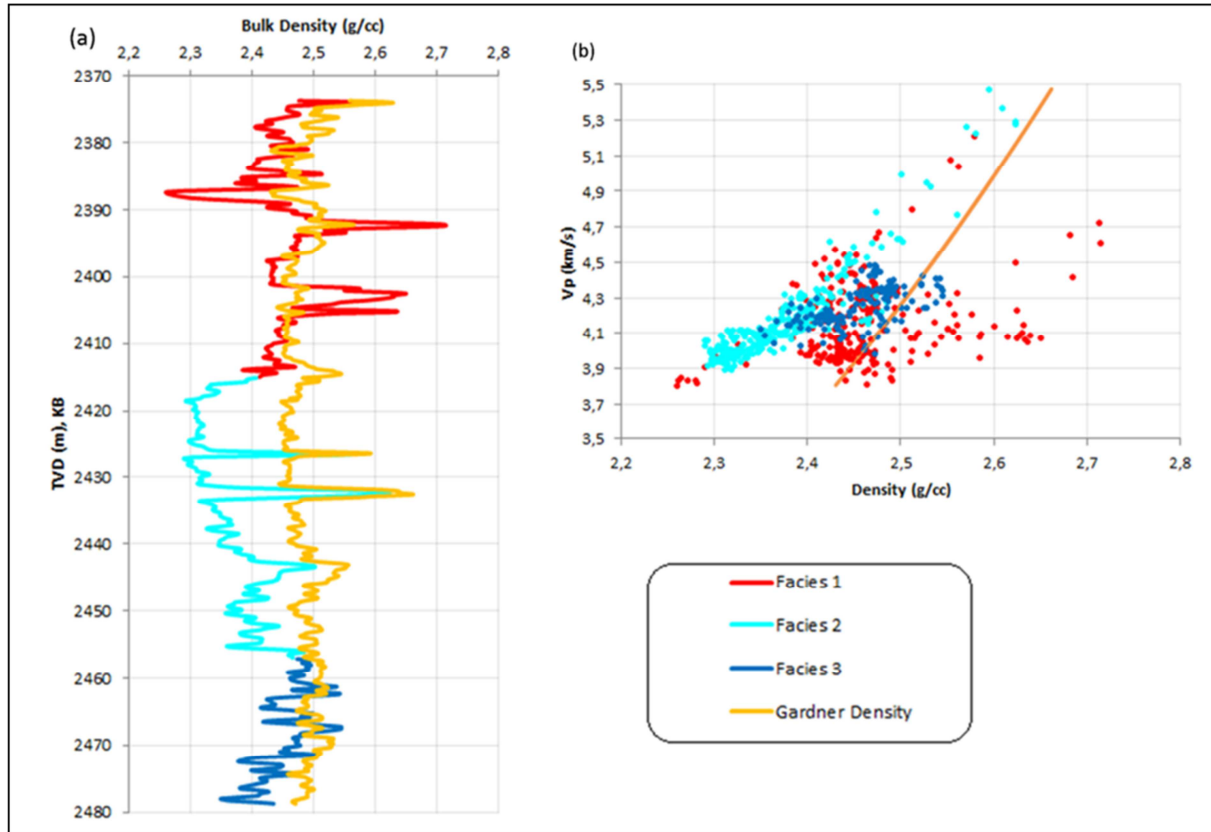 (a)
Bulk Density (g/cc)
2,2 2,3 2,4 2,5 2,6 2,7 2,8
TVD (m), KB
2370
2380
2390
2400
2410
2420
2430
2440
2450
2460
2470
2480
(b)
Vp (km/s)
5,5
5,3
5,1
4,9
4,7
4,5
4,3
4,1
3,9
3,7
3,5
2,2 2,3 2,4 2,5 2,6 2,7 2,8
Density (g/cc)
Facies 1
Facies 2
Facies 3
Gardner Density